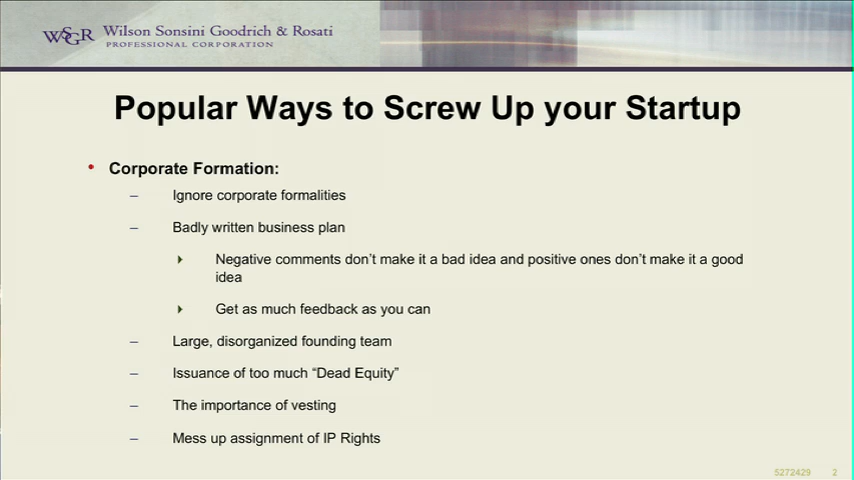 WSGR Wilson Sonsini Goodrich & Rosati
PROFESSIONAL CORPORATION
Popular Ways to Screw Up your Startup
• Corporate Formation:
– Ignore corporate formalities
– Badly written business plan
Negative comments don't make it a bad idea and positive ones don't make it a good
idea
Get as much feedback as you can
– Large, disorganized founding team
– Issuance of too much “Dead Equity”
– The importance of vesting
– Mess up assignment of IP Rights
5272429 2